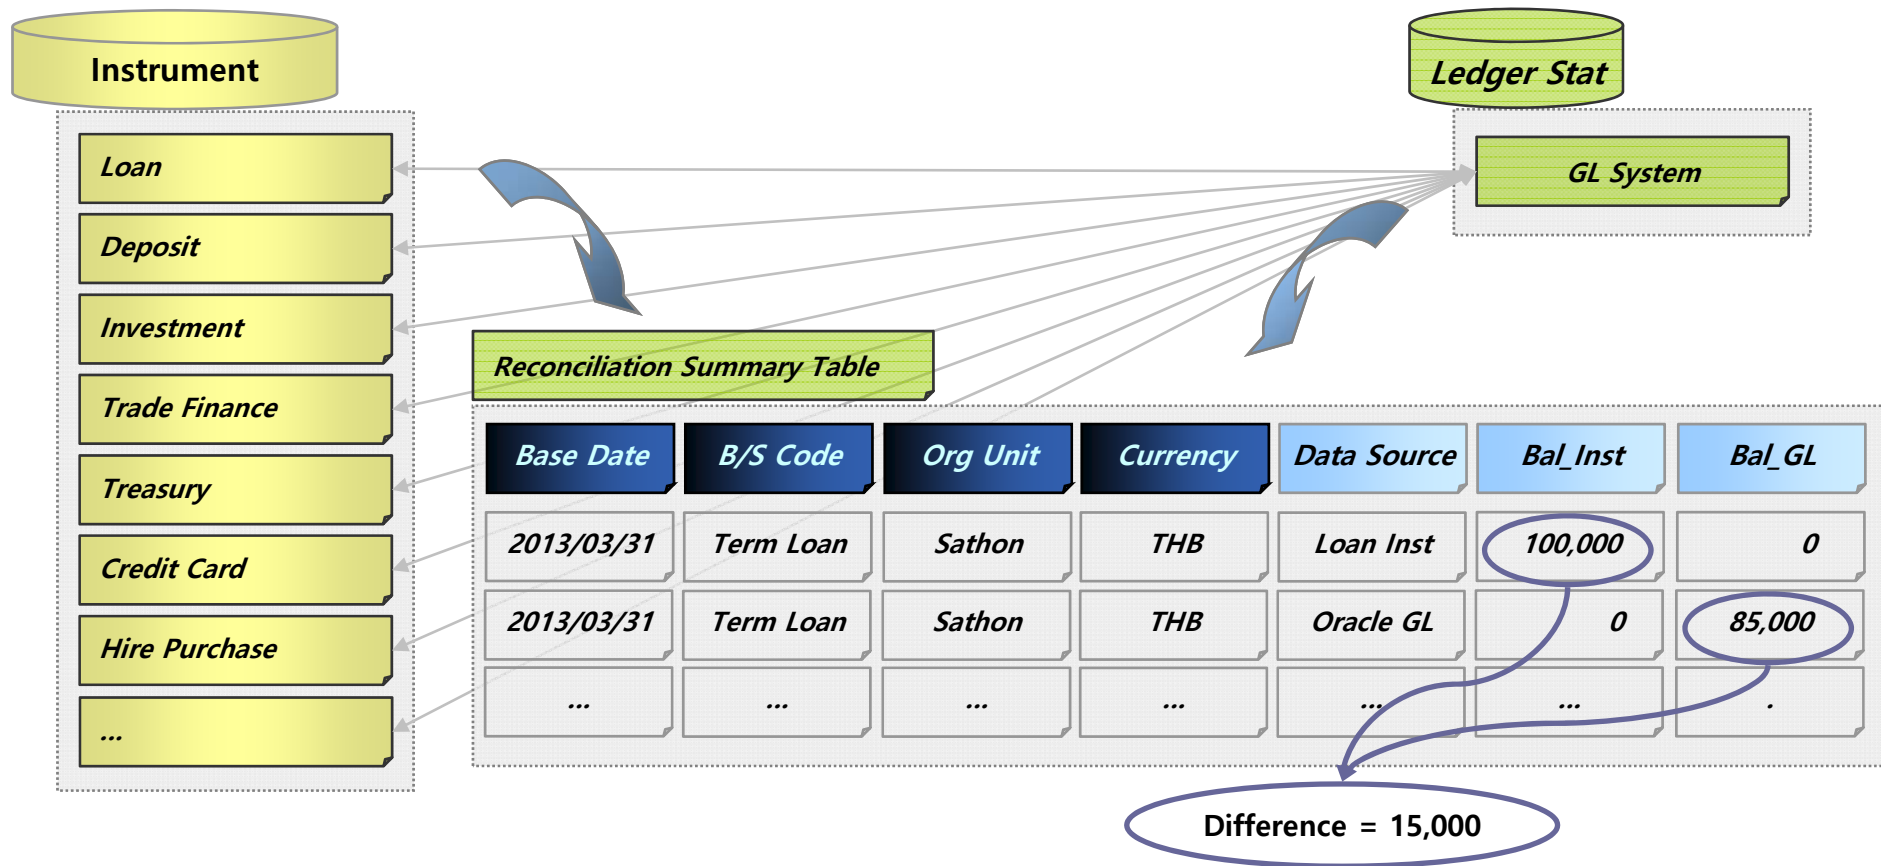 Instrument
Ledger Stat
Loan
Deposit
Investment
Trade Finance
Treasury
Credit Card
Hire Purchase
...
GL System
Reconciliation Summary Table
Base Date B/S Code Org Unit Currency Data Source Bal_Inst Bal_GL
2013/03/31 Term Loan Sathon THB Loan Inst 100,000 0
2013/03/31 Term Loan Sathon THB Oracle GL 0 85,000
... ... ... ... ... ... .
Difference = 15,000